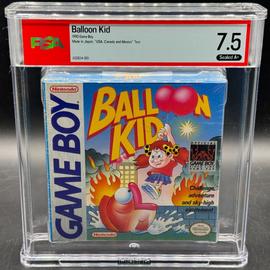 Balloon Kid
1990 Game Boy
Made in Japan, "USA, Canada and Mexico" Text
PSA
7.5
Sealed A+
Nintendo
GAME BOY
BALLOON
KID
Challenge,
adventure
and sky-high
excitement!
Nintendo